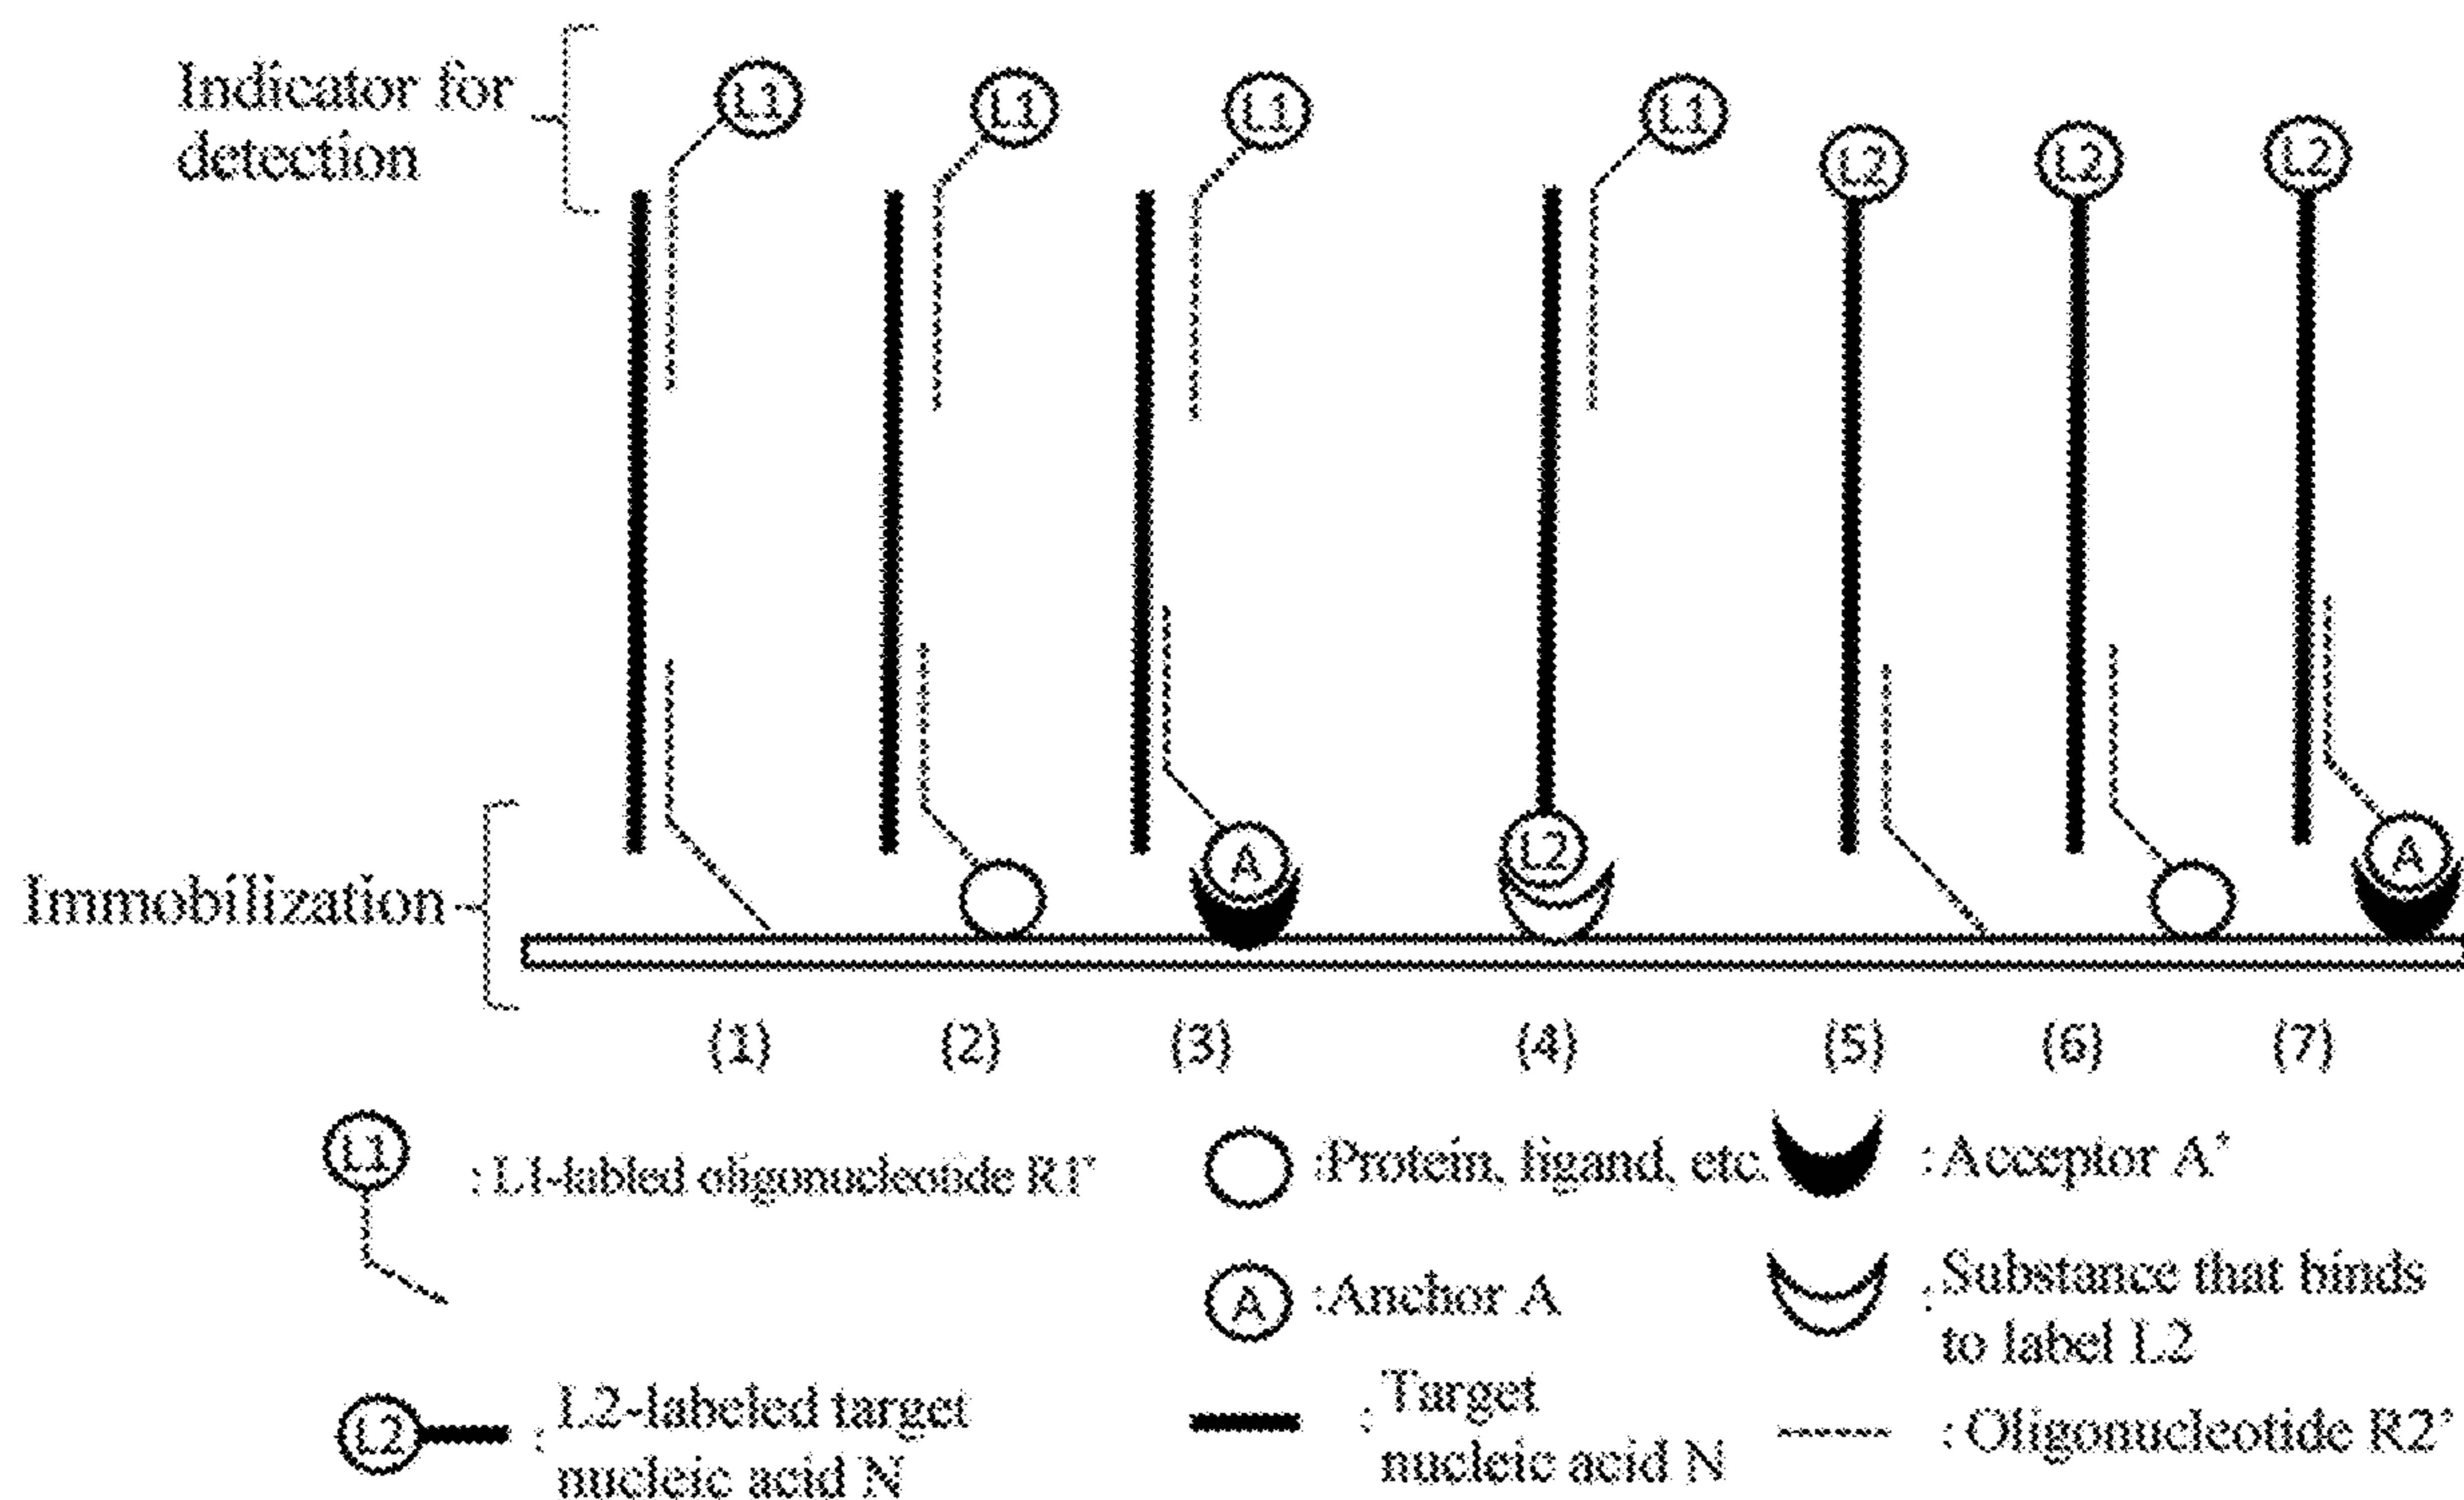 Indicator for
detection
L1
L1
L1
L1
L2
L2
L2
Immobilization
A
L2
A
(1)
(2)
(3)
(4)
(5)
(6)
(7)
L1
: L1-labled oligonucleotide R1'
:Protein, ligand, etc.
:Acceptor A'
A
:Anchor A
:Substance that binds
to label L2
L2
: L2-labeled target
nucleic acid N
: Target
nucleic acid N
:Oligonucleotide R2'